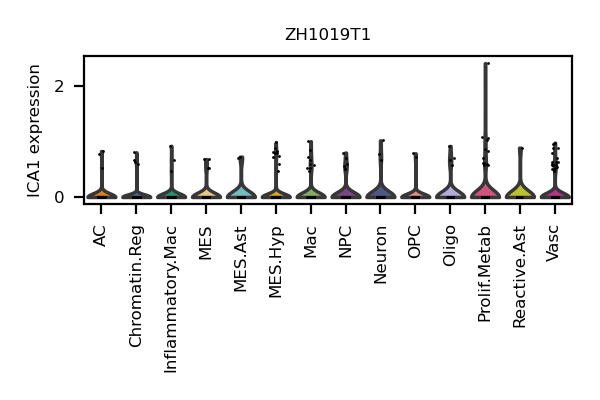 ZH1019T1
ICA1 expression
2
0
AC
Chromatin.Reg
Inflammatory.Mac
MES
MES.Ast
MES.Hyp
Mac
NPC
Neuron
OPC
Oligo
Prolif.Metab
Reactive.Ast
Vasc